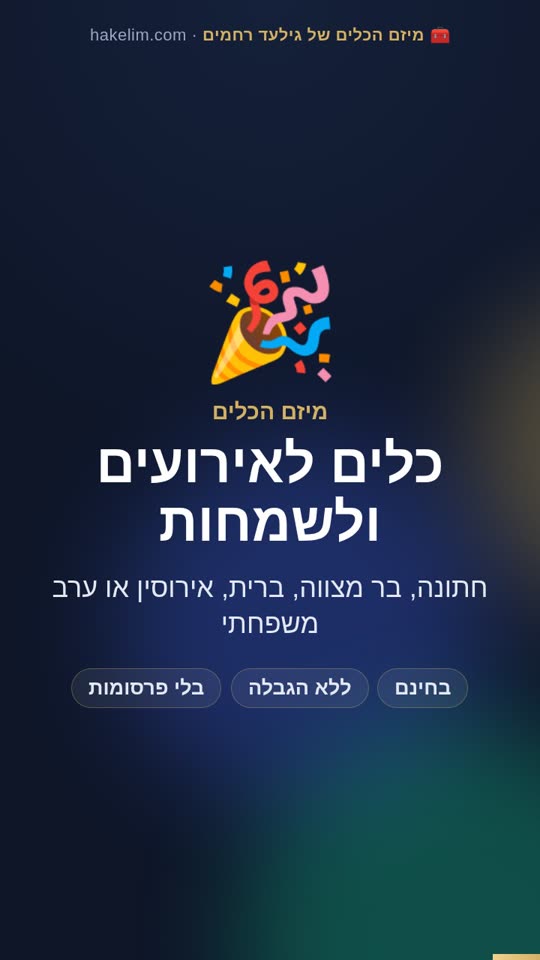 🧰 מיזם הכלים של גילעד רחמים · hakelim.com
מיזם הכלים
כלים לאירועים
ולשמחות
חתונה, בר מצווה, ברית, אירוסין או ערב
משפחתי
בחינם
ללא הגבלה
בלי פרסומות